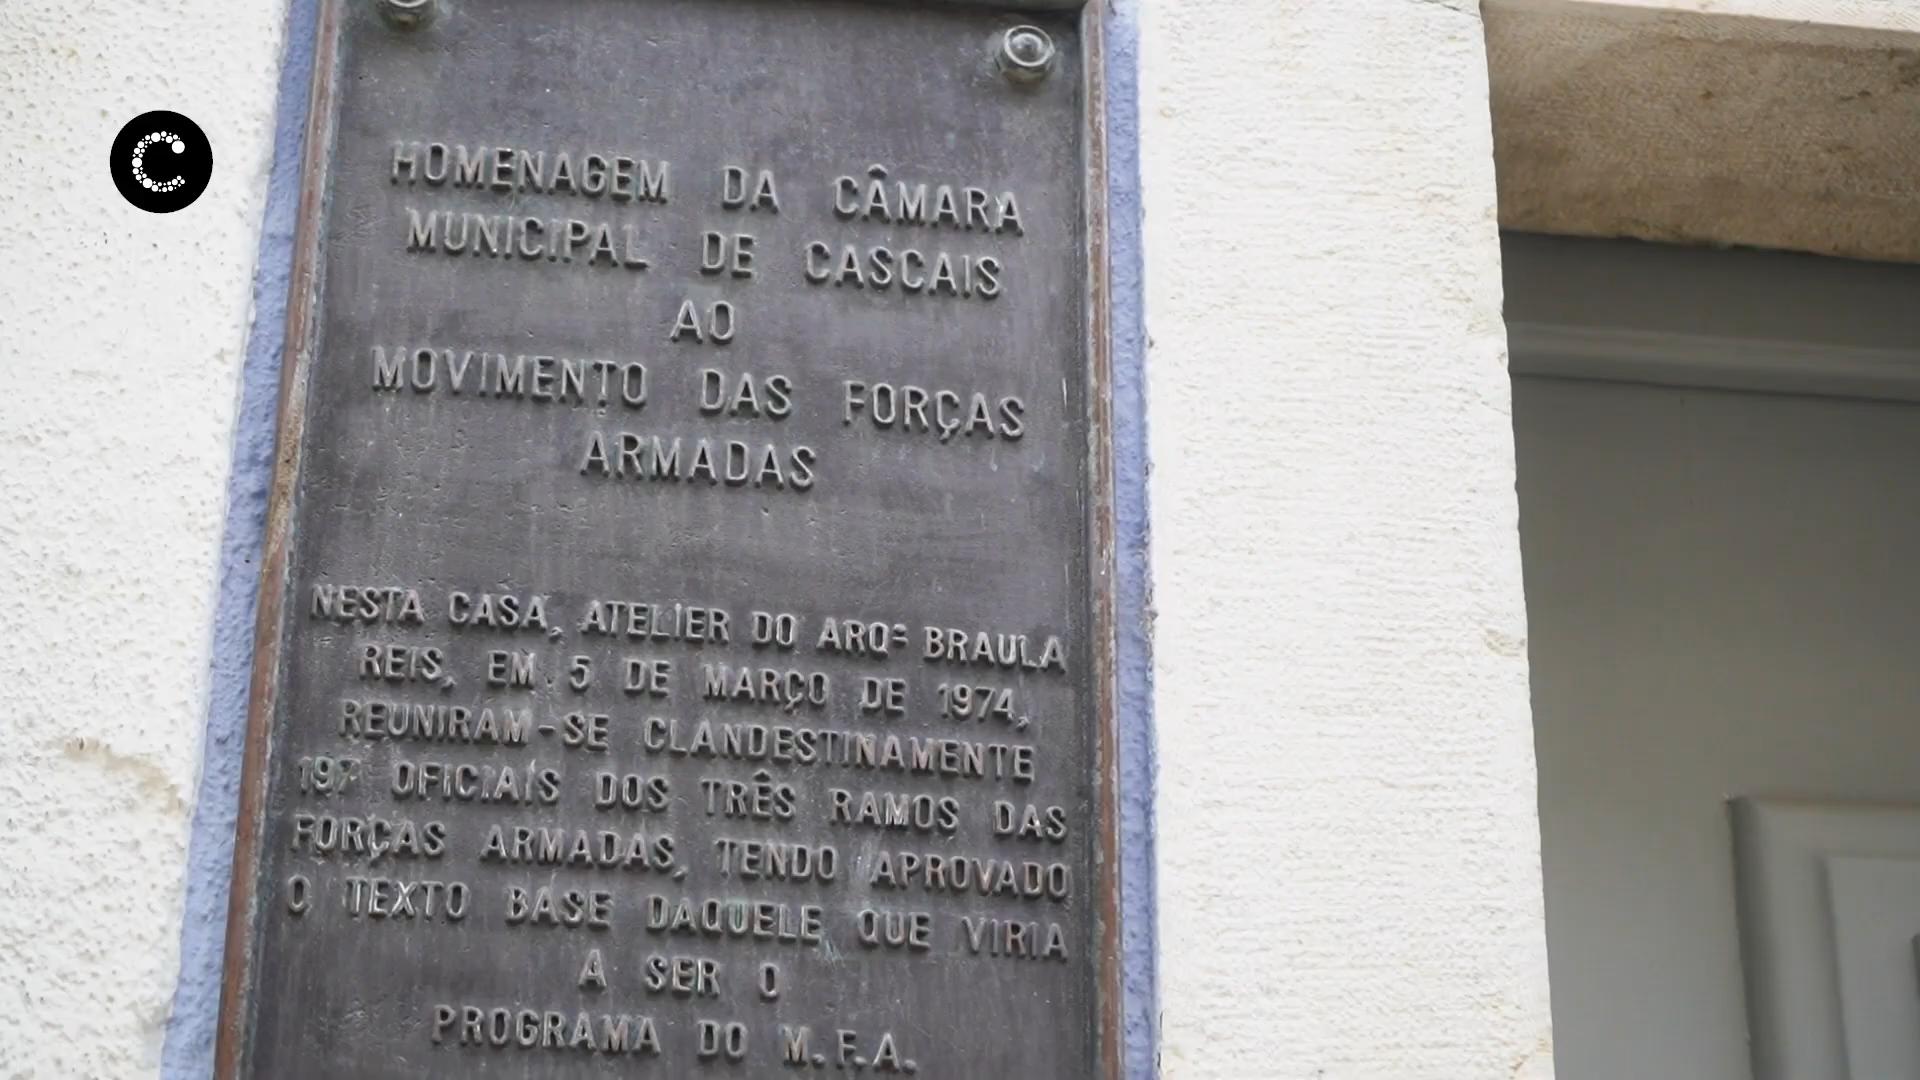 C
HOMENAGEM DA CÂMARA
MUNICIPAL DE CASCAIS
AO
MOVIMENTO DAS FORÇAS
ARMADAS
NESTA CASA, ATELIER DO ARQº BRAULA
REIS, EM 5 DE MARÇO DE 1974,
REUNIRAM-SE CLANDESTINAMENTE
197 OFICIAIS DOS TRÊS RAMOS DAS
FORÇAS ARMADAS, TENDO APROVADO
O TEXTO BASE DAQUELE QUE VIRIA
A SER O
PROGRAMA DO M.F.A.